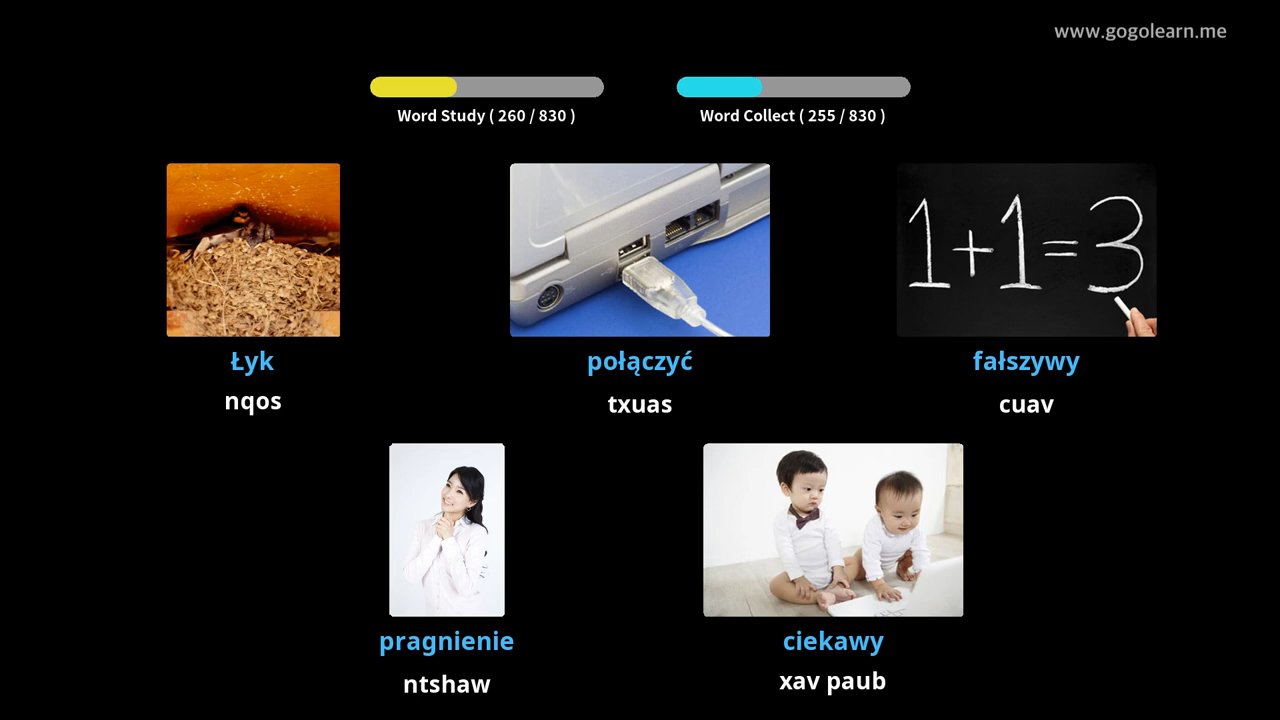 www.gogolearn.me
Word Study ( 260 / 830 )
Word Collect ( 255 / 830 )
1+1=3
Łyk
połączyć
fałszywy
nqos
txuas
cuav
pragnienie
ciekawy
ntshaw
xav paub